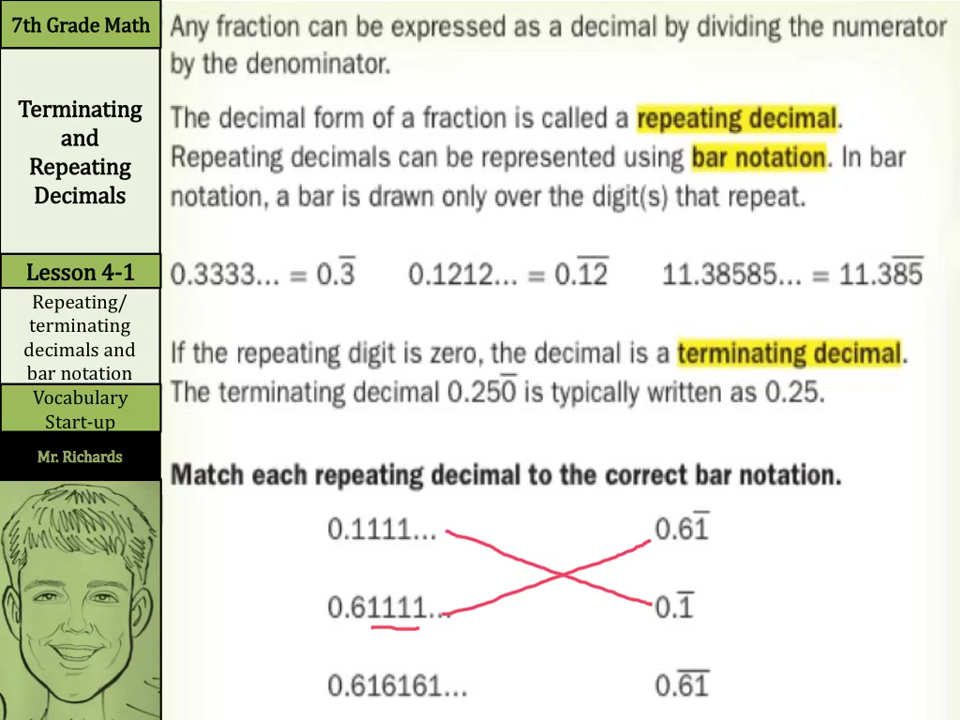 7th Grade Math
Terminating
and
Repeating
Decimals
Lesson 4-1
Repeating/
terminating
decimals and
bar notation
Vocabulary
Start-up
Mr. Richards
Any fraction can be expressed as a decimal by dividing the numerator
by the denominator.
The decimal form of a fraction is called a repeating decimal.
Repeating decimals can be represented using bar notation. In bar
notation, a bar is drawn only over the digit(s) that repeat.
0.3333... = 0.3̅ 0.1212... = 0.1̅2̅ 11.38585... = 11.38̅5̅
If the repeating digit is zero, the decimal is a terminating decimal.
The terminating decimal 0.250̅ is typically written as 0.25.
Match each repeating decimal to the correct bar notation.
0.1111... 0.61̅
0.61111... 0.1̅
0.616161... 0.6̅1̅